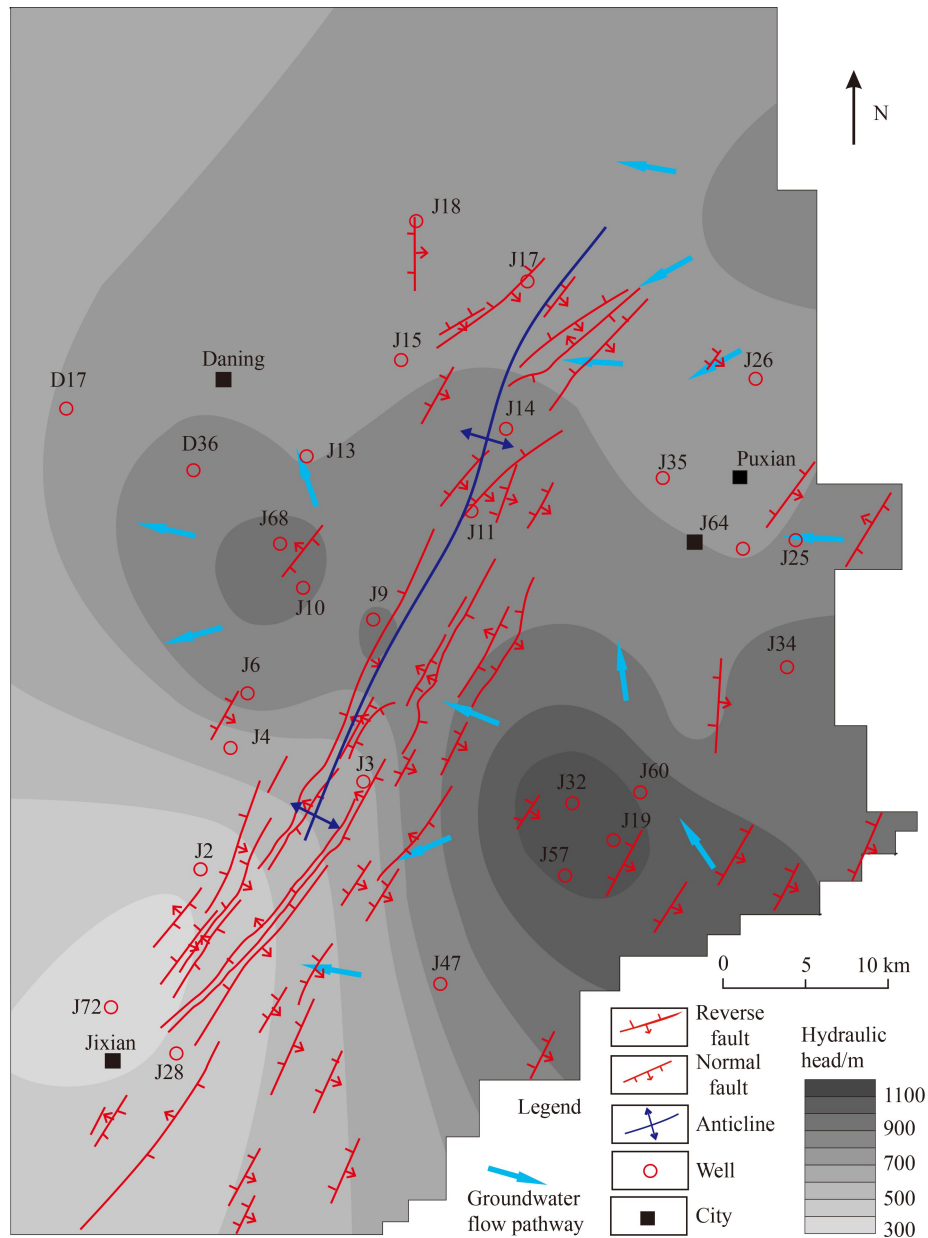 N
J18
J17
J15
Daning
J26
D17
J14
D36
J13
J35
Puxian
J68
J64
J11
J25
J10
J9
J34
J6
J4
J3
J60
J32
J19
J2
J57
J47
0 5 10 km
J72
Jixian
J28
Reverse
fault
Hydraulic
head/m
Normal
fault
1100
Legend
Anticline
900
700
Well
500
Groundwater
flow pathway
City
300